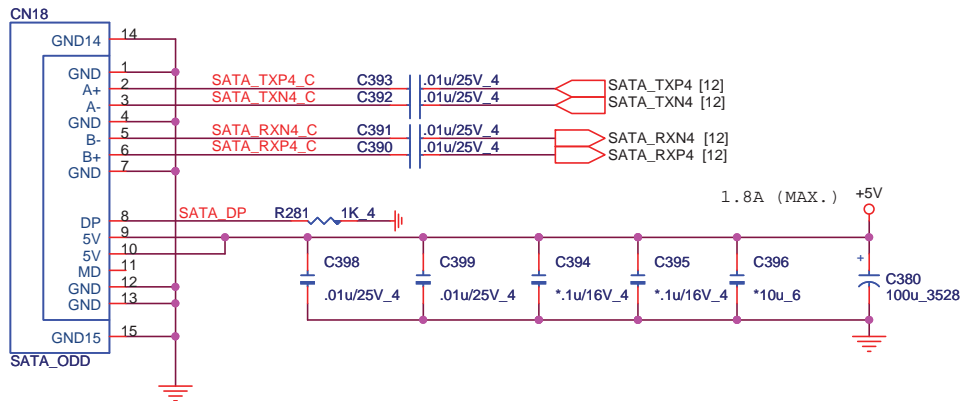 CN18
GND14 14
GND 1
A+ 2 SATA_TXP4_C C393 .01u/25V_4 SATA_TXP4 [12]
A- 3 SATA_TXN4_C C392 .01u/25V_4 SATA_TXN4 [12]
GND 4
B- 5 SATA_RXN4_C C391 .01u/25V_4 SATA_RXN4 [12]
B+ 6 SATA_RXP4_C C390 .01u/25V_4 SATA_RXP4 [12]
GND 7
1.8A (MAX.) +5V
DP 8 SATA_DP R281 1K_4
5V 9
5V 10
MD 11
GND 12
GND 13
C398 C399 C394 C395 C396 + C380
.01u/25V_4 .01u/25V_4 *.1u/16V_4 *.1u/16V_4 *10u_6 100u_3528
GND15 15
SATA_ODD